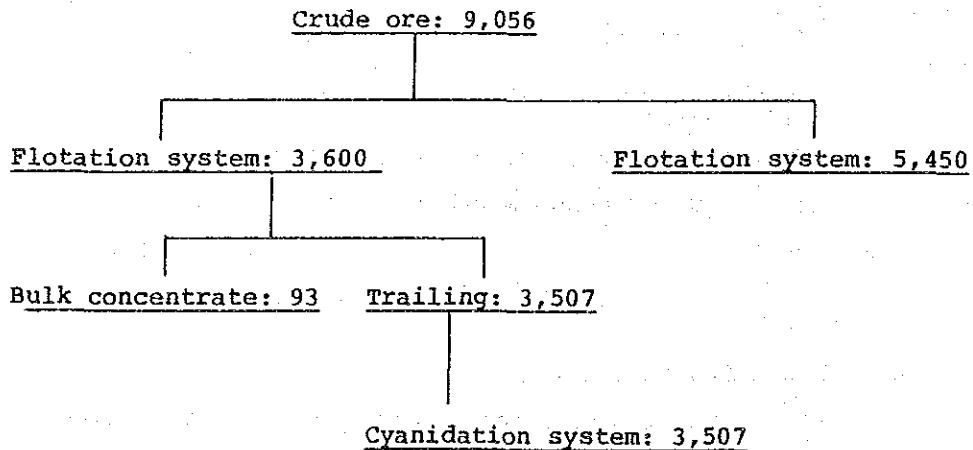 Crude ore: 9,056
Flotation system: 3,600 Flotation system: 5,450
Bulk concentrate: 93 Trailing: 3,507
Cyanidation system: 3,507